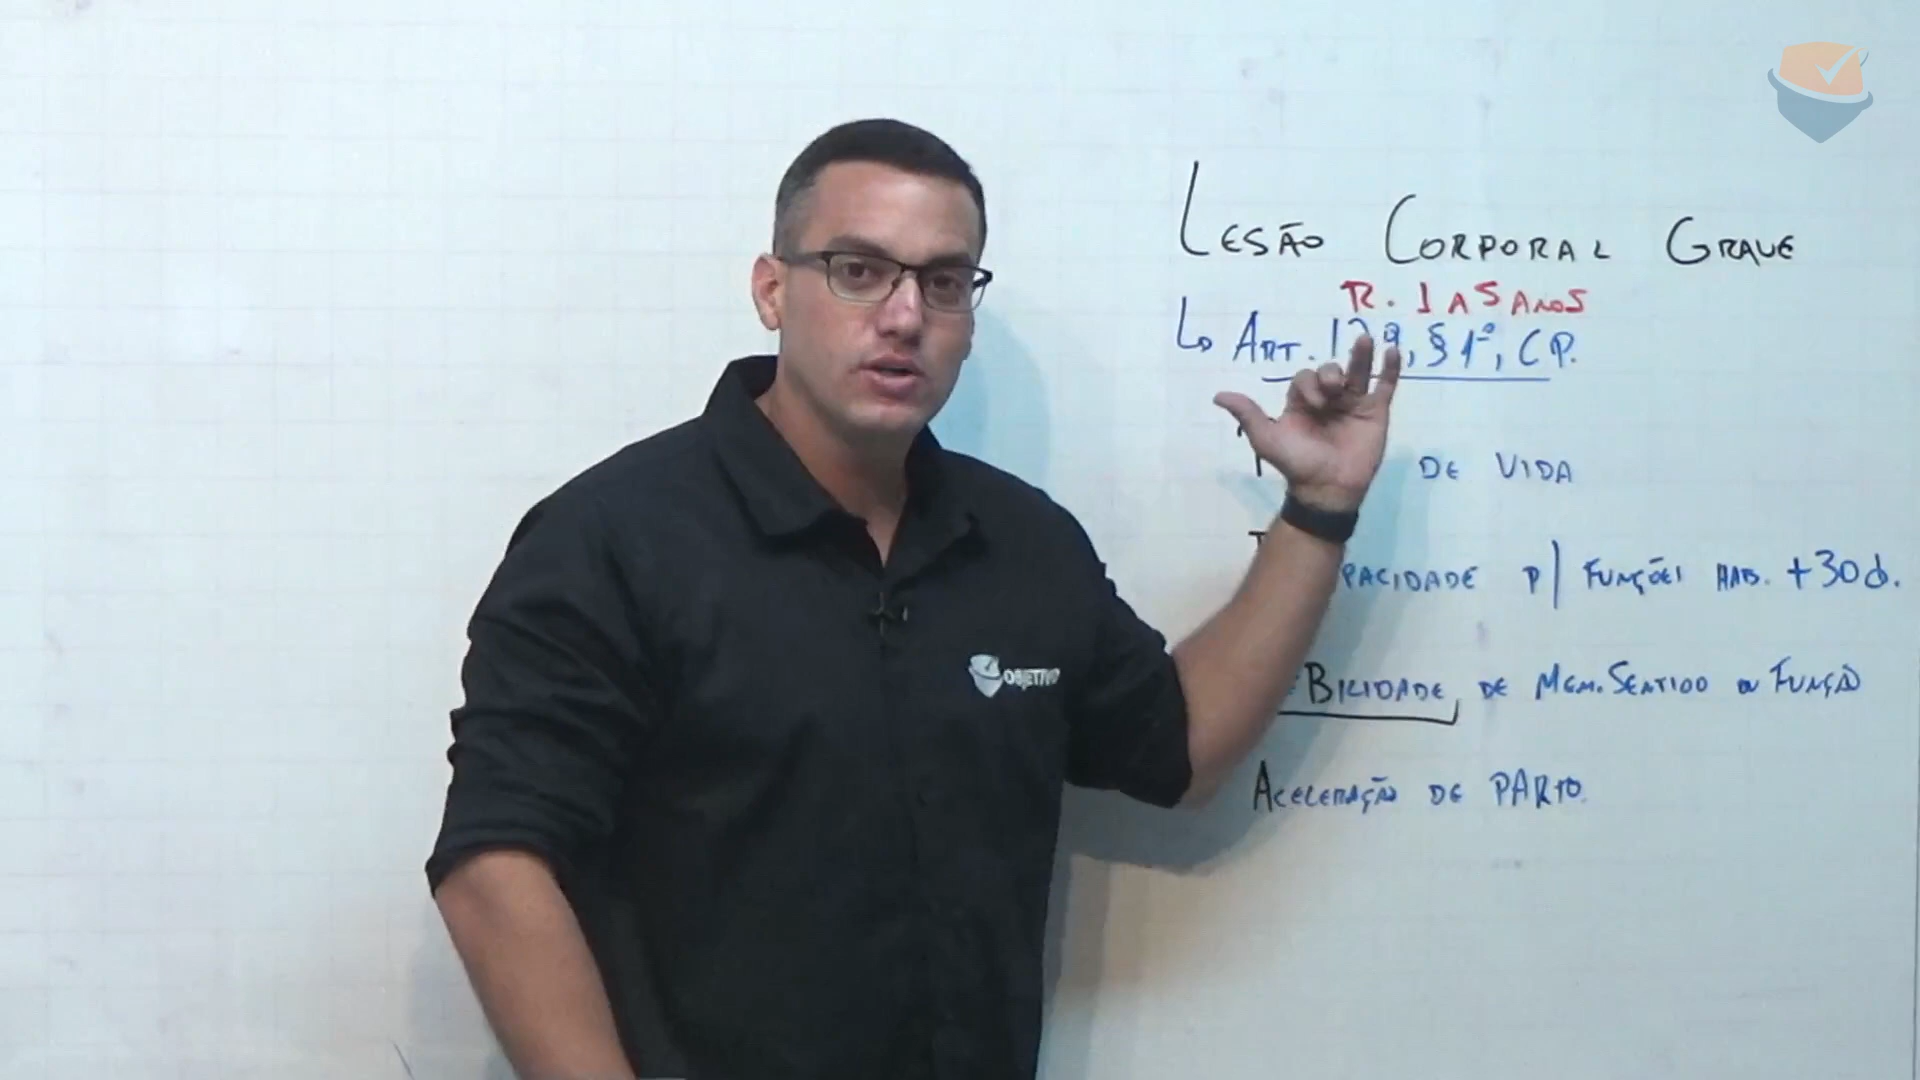 LESÃO CORPORAL GRAVE
R. 1 A 5 ANOS
ART. 129, § 1º, CP.
DE VIDA
PACIDADE P/ FUNÇÕES HAB. +30d.
OBJETIVO
BILIDADE DE MEM. SENTIDO OU FUNÇÃO
ACELERAÇÃO DE PARTO.